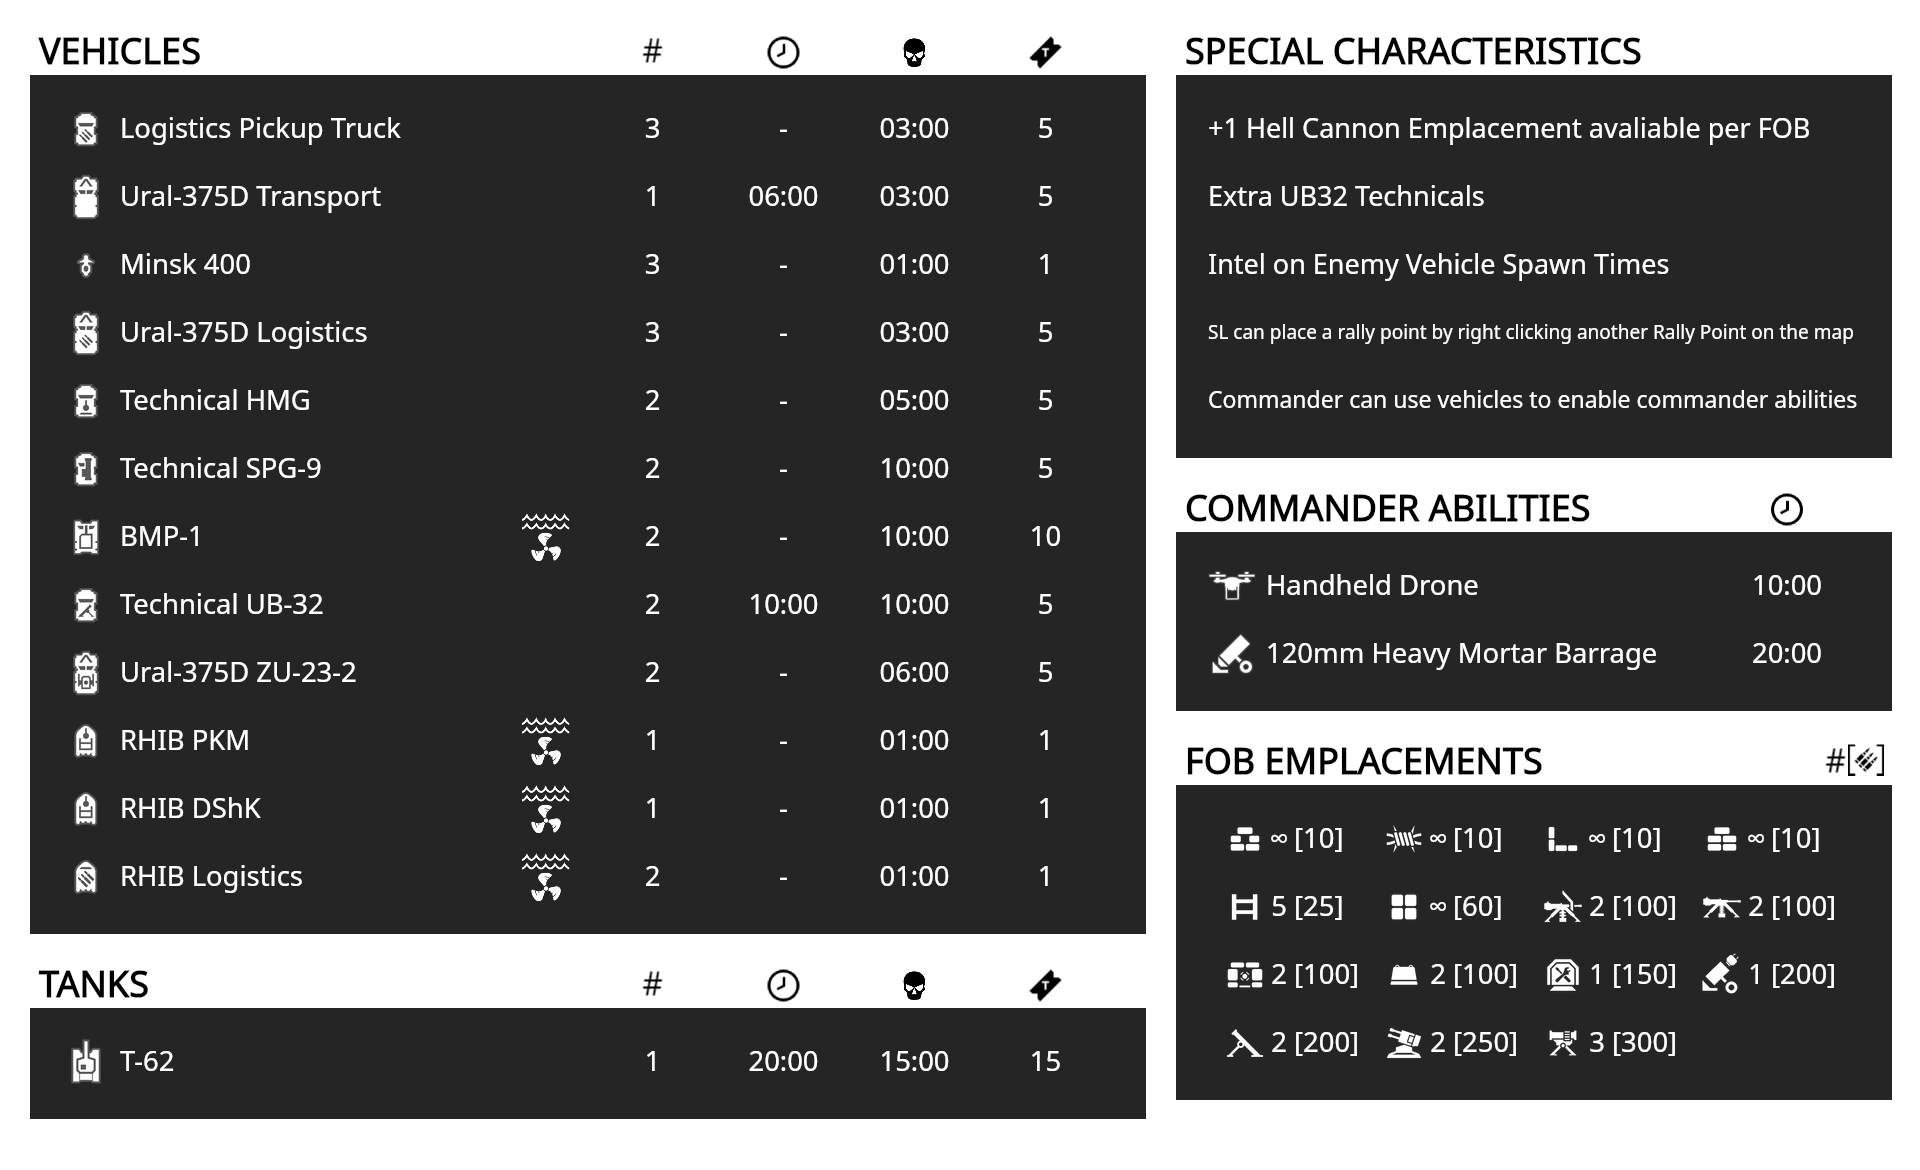 VEHICLES #
Logistics Pickup Truck 3 - 03:00 5
Ural-375D Transport 1 06:00 03:00 5
Minsk 400 3 - 01:00 1
Ural-375D Logistics 3 - 03:00 5
Technical HMG 2 - 05:00 5
Technical SPG-9 2 - 10:00 5
BMP-1 2 - 10:00 10
Technical UB-32 2 10:00 10:00 5
Ural-375D ZU-23-2 2 - 06:00 5
RHIB PKM 1 - 01:00 1
RHIB DShK 1 - 01:00 1
RHIB Logistics 2 - 01:00 1
TANKS #
T-62 1 20:00 15:00 15
SPECIAL CHARACTERISTICS
+1 Hell Cannon Emplacement avaliable per FOB
Extra UB32 Technicals
Intel on Enemy Vehicle Spawn Times
SL can place a rally point by right clicking another Rally Point on the map
Commander can use vehicles to enable commander abilities
COMMANDER ABILITIES
Handheld Drone 10:00
120mm Heavy Mortar Barrage 20:00
FOB EMPLACEMENTS #[ ]
∞ [10] ∞ [10] ∞ [10] ∞ [10]
5 [25] ∞ [60] 2 [100] 2 [100]
2 [100] 2 [100] 1 [150] 1 [200]
2 [200] 2 [250] 3 [300]